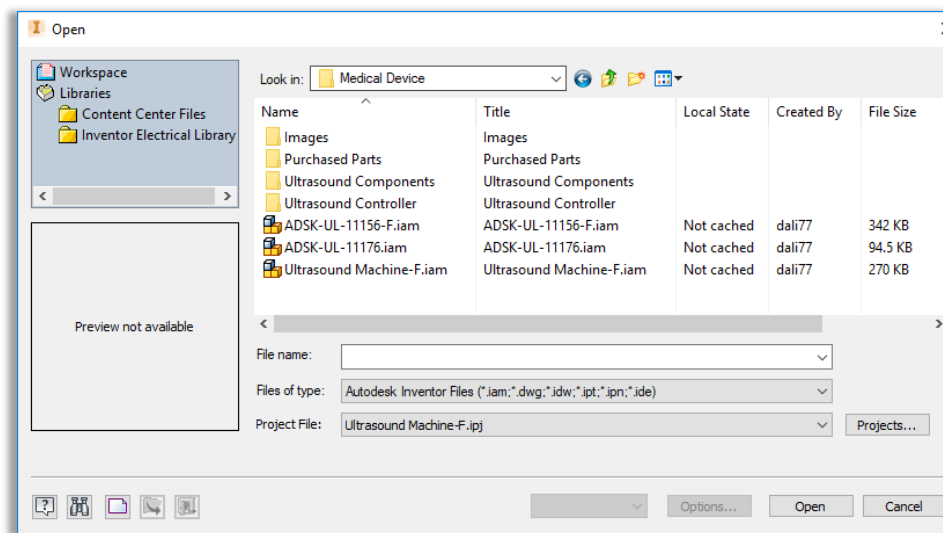 Open
Workspace
Libraries
Content Center Files
Inventor Electrical Library
Look in: Medical Device
Name Title Local State Created By File Size
Images Images
Purchased Parts Purchased Parts
Ultrasound Components Ultrasound Components
Ultrasound Controller Ultrasound Controller
ADSK-UL-11156-F.iam ADSK-UL-11156-F.iam Not cached dali77 342 KB
ADSK-UL-11176.iam ADSK-UL-11176.iam Not cached dali77 94.5 KB
Ultrasound Machine-F.iam Ultrasound Machine-F.iam Not cached dali77 270 KB
Preview not available
File name:
Files of type: Autodesk Inventor Files (*.iam;*.dwg;*.idw;*.ipt;*.ipn;*.ide)
Project File: Ultrasound Machine-F.ipj Projects...
Options... Open Cancel